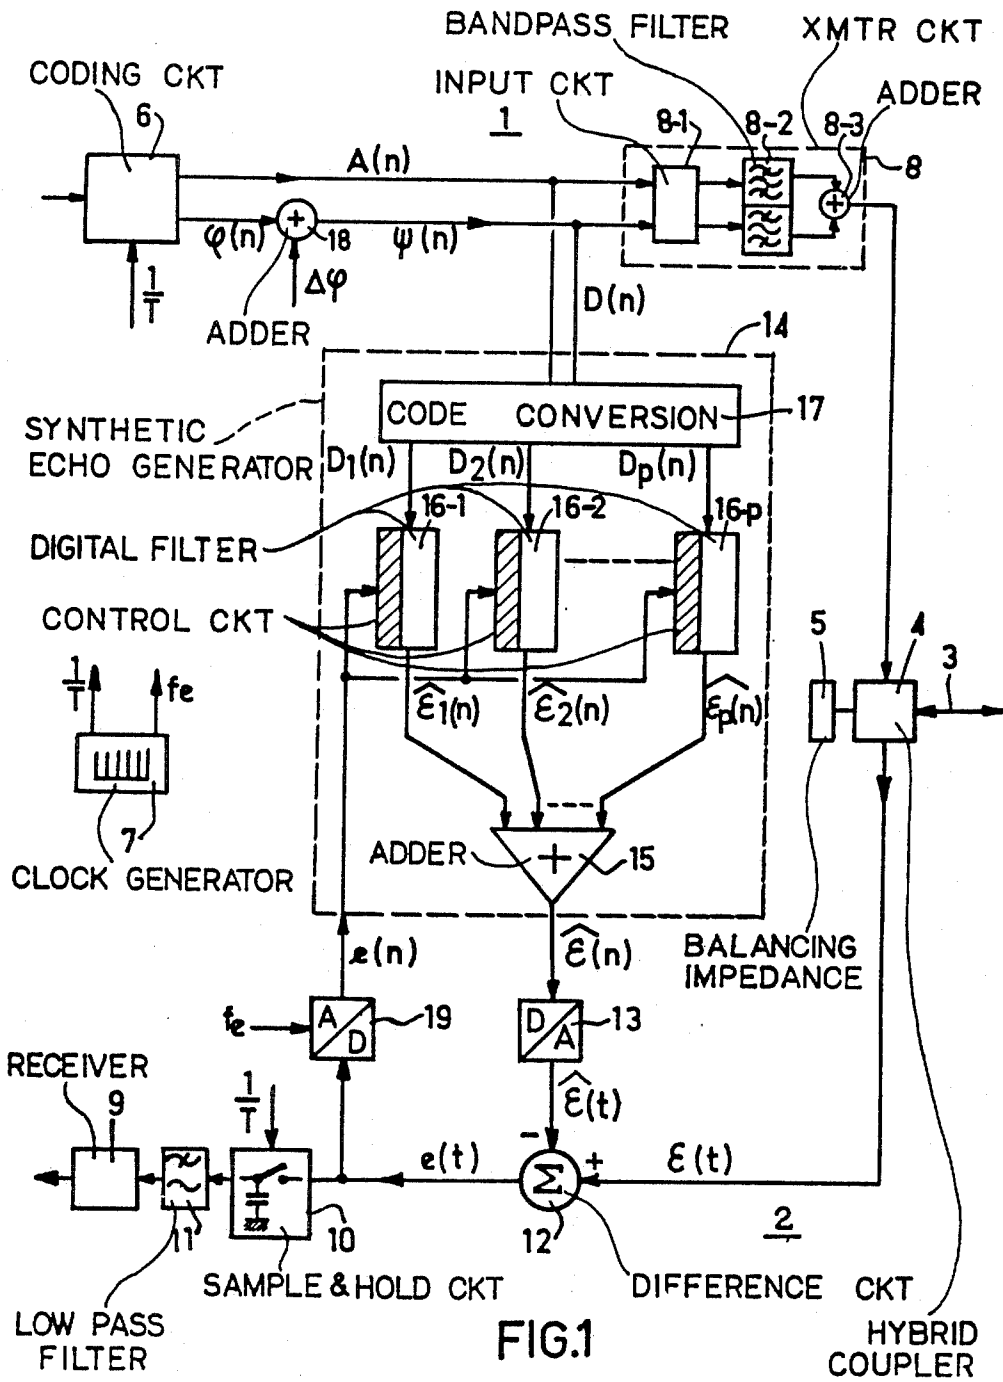 BANDPASS FILTER
XMTR CKT
CODING CKT
INPUT CKT
ADDER
6
1
8-1
8-2
8-3
8
A(n)
φ(n)
+
18
ψ(n)
+
1/T
Δφ
ADDER
D(n)
14
CODE CONVERSION
17
SYNTHETIC
ECHO GENERATOR
D1(n)
D2(n)
Dp(n)
16-1
16-2
16-p
DIGITAL FILTER
CONTROL CKT
5
4
3
1/T
fe
ε̂1(n)
ε̂2(n)
ε̂p(n)
7
CLOCK GENERATOR
ADDER
+
15
BALANCING
IMPEDANCE
e(n)
ε̂(n)
fe
A/D
19
D/A
13
RECEIVER
9
1/T
ε̂(t)
-
+
e(t)
Σ
ε(t)
11
10
12
2
SAMPLE & HOLD CKT
DIFFERENCE CKT
LOW PASS
FILTER
HYBRID
COUPLER
FIG.1